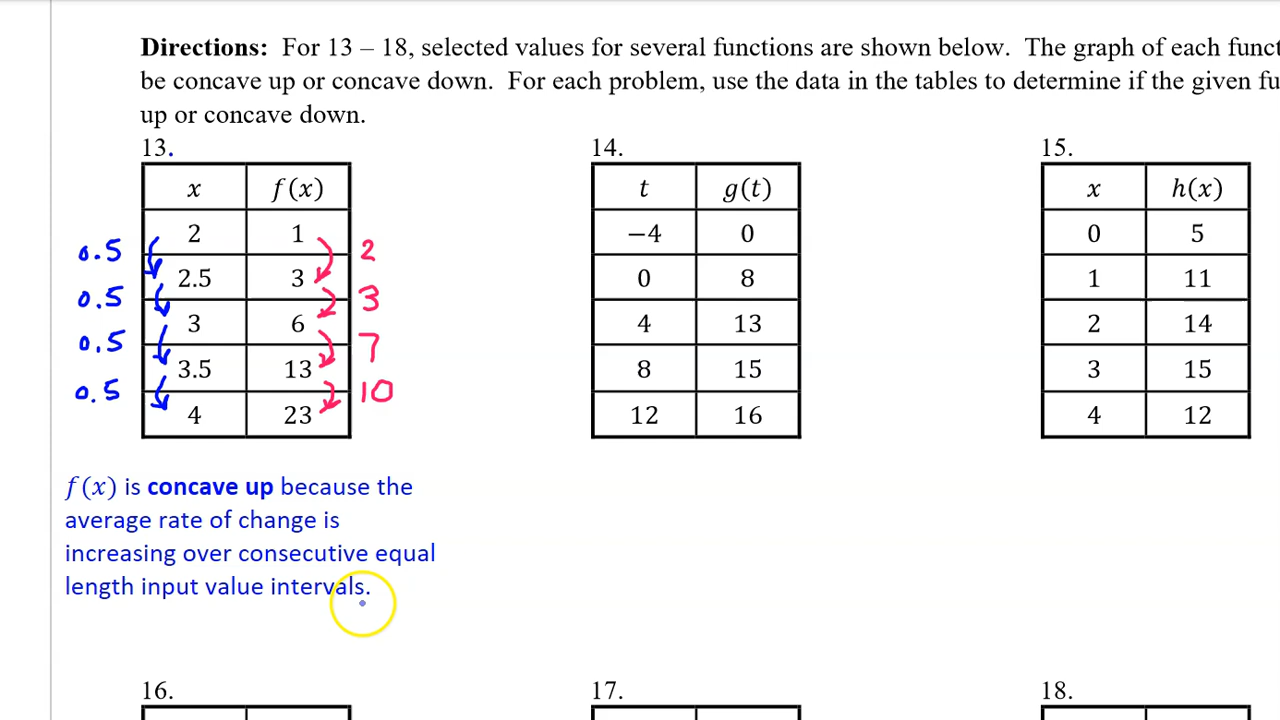 Directions: For 13 – 18, selected values for several functions are shown below. The graph of each funct
be concave up or concave down. For each problem, use the data in the tables to determine if the given fu
up or concave down.
13. 14. 15.
x f(x) t g(t) x h(x)
2 1 −4 0 0 5
0.5 2
2.5 3 0 8 1 11
0.5 3
3 6 4 13 2 14
0.5 7
3.5 13 8 15 3 15
0.5 10
4 23 12 16 4 12
f(x) is concave up because the
average rate of change is
increasing over consecutive equal
length input value intervals.
16. 17. 18.